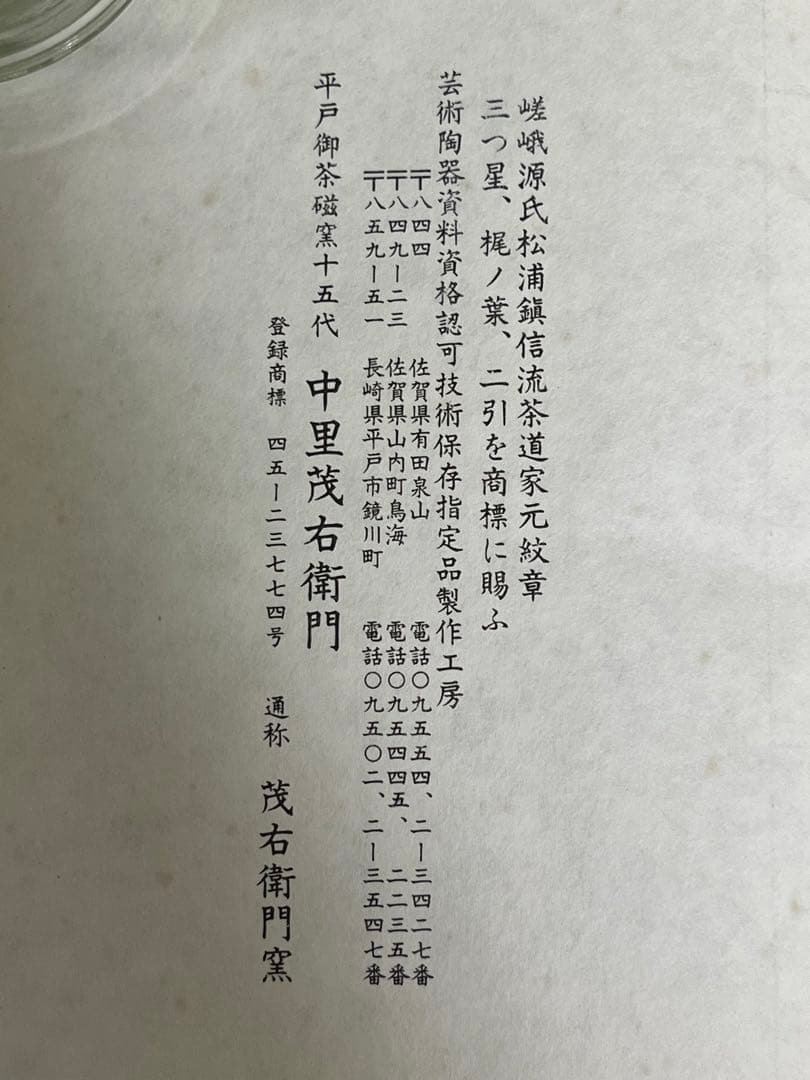 嵯峨源氏松浦鎭信流茶道家元紋章
三つ星、梶ノ葉、二引を商標に賜ふ
芸術陶器資料資格認可技術保存指定品製作工房
〒八四四 佐賀県有田泉山 電話〇九五五四、二ー三四二七番
〒八四九ー二三 佐賀県山内町鳥海 電話〇九五四四五、二二三五番
〒八五九ー五一 長崎県平戸市鏡川町 電話〇九五〇二、二ー三五四七番
平戸御茶磁窯十五代 中里茂右衛門
登録商標 四五ー二三七七四号 通称 茂右衛門窯